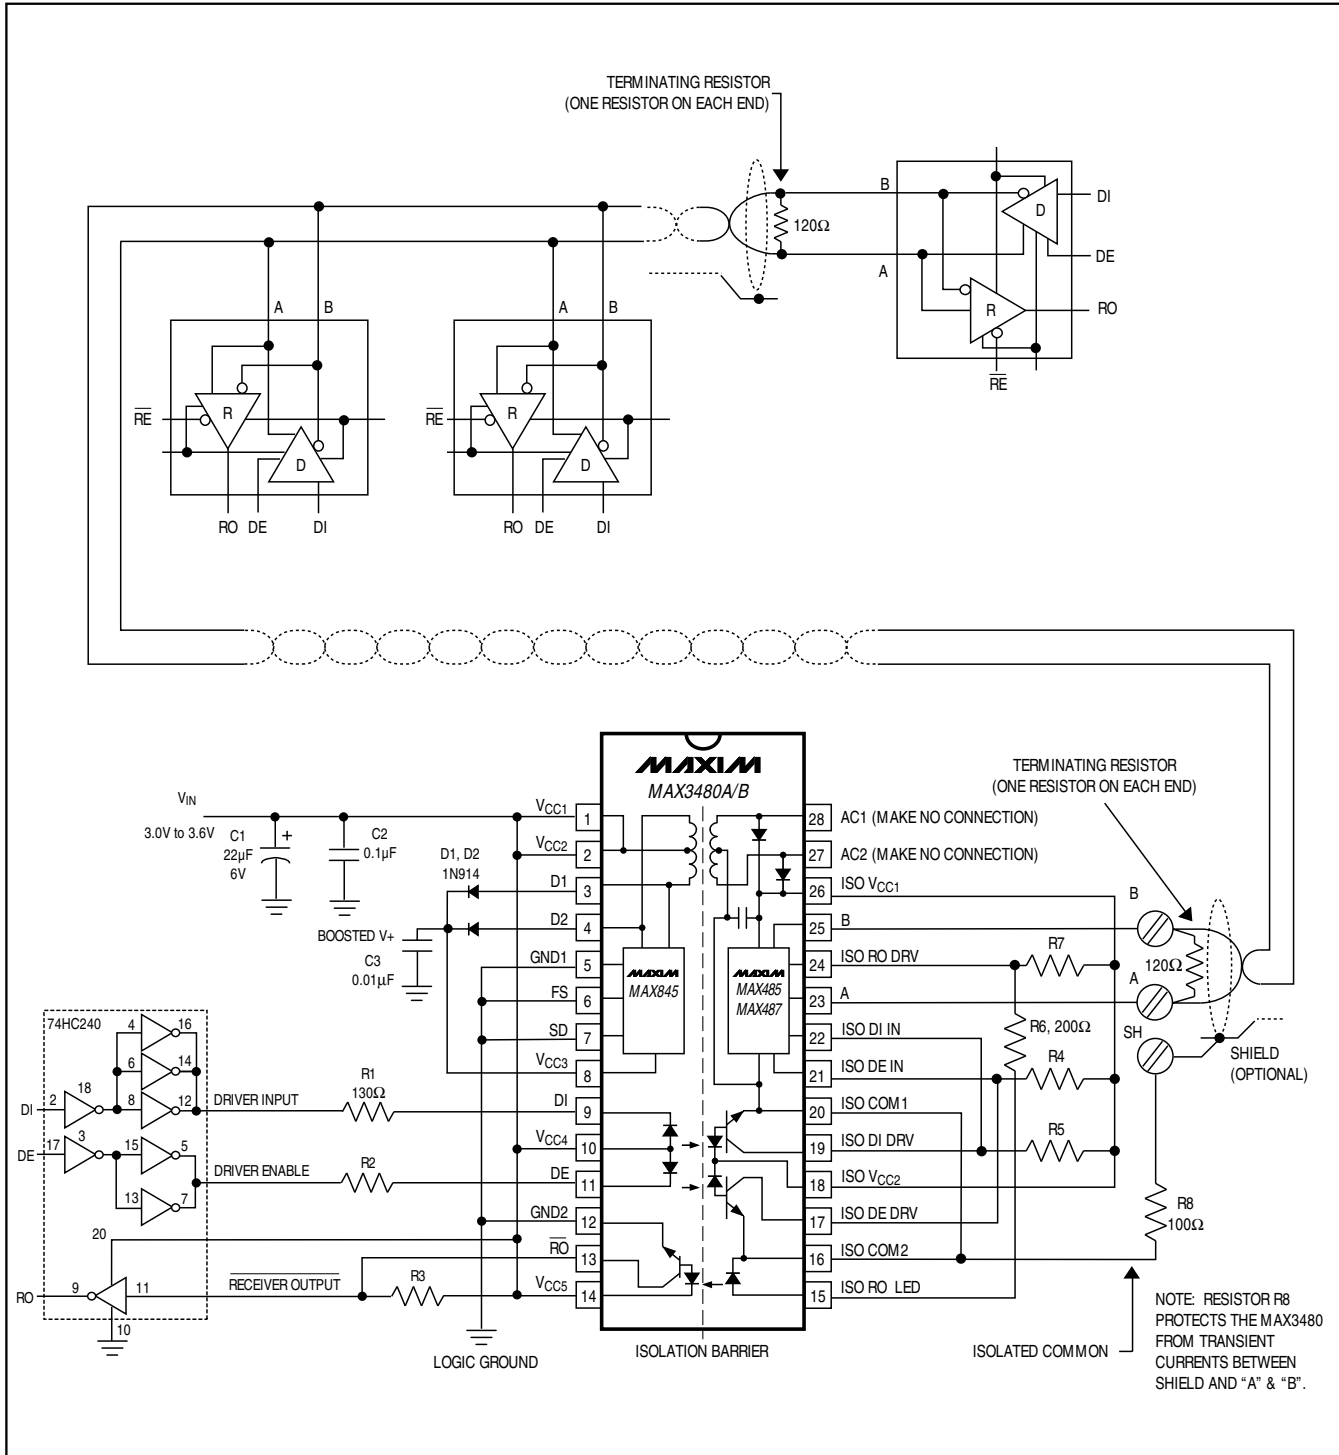 TERMINATING RESISTOR
(ONE RESISTOR ON EACH END)
B
DI
D
120Ω
DE
A
R
RO
RE
A B
A B
RE R
RE R
D
D
RO DE DI
RO DE DI
TERMINATING RESISTOR
(ONE RESISTOR ON EACH END)
MAXIM
MAX3480A/B
VIN
3.0V to 3.6V
C1
22µF
6V
C2
0.1µF
D1, D2
1N914
BOOSTED V+
C3
0.01µF
VCC1 1
VCC2 2
D1 3
D2 4
GND1 5
FS 6
SD 7
VCC3 8
DI 9
VCC4 10
DE 11
GND2 12
RO 13
VCC5 14
MAXIM
MAX845
MAXIM
MAX485
MAX487
28 AC1 (MAKE NO CONNECTION)
27 AC2 (MAKE NO CONNECTION)
26 ISO VCC1
25 B
24 ISO RO DRV
23 A
22 ISO DI IN
21 ISO DE IN
20 ISO COM1
19 ISO DI DRV
18 ISO VCC2
17 ISO DE DRV
16 ISO COM2
15 ISO RO LED
R7
R6, 200Ω
R4
R5
B
120Ω
A
SH
SHIELD
(OPTIONAL)
R8
100Ω
74HC240
4 16
6 14
18
DI 2 8 12
3
DE 17 15 5
13 7
20
RO 9 11
10
DRIVER INPUT
R1
130Ω
DRIVER ENABLE
R2
RECEIVER OUTPUT
R3
LOGIC GROUND
ISOLATION BARRIER
ISOLATED COMMON
NOTE: RESISTOR R8
PROTECTS THE MAX3480
FROM TRANSIENT
CURRENTS BETWEEN
SHIELD AND “A” & “B”.